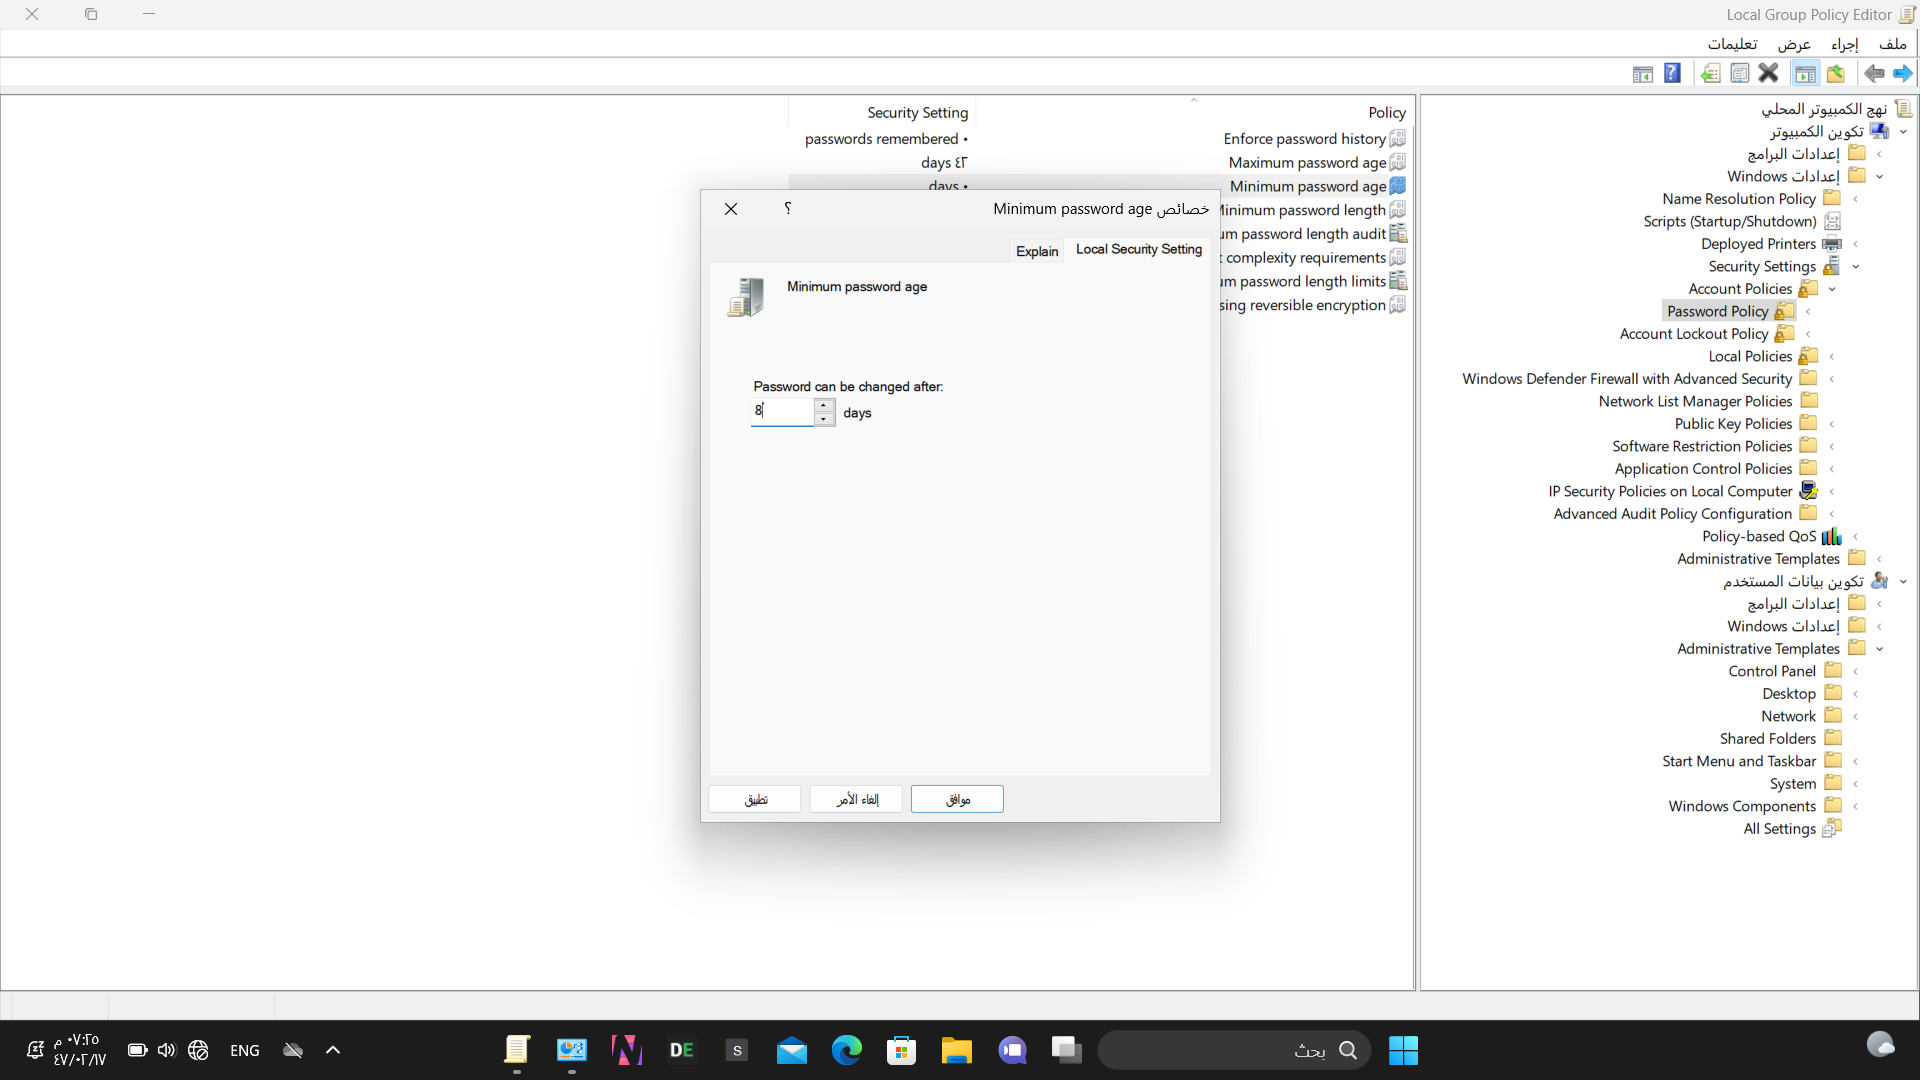 Local Group Policy Editor
ملف إجراء عرض تعليمات
Policy
Security Setting
Enforce password history
passwords remembered ٠
Maximum password age
days ٤٢
Minimum password age
days ٠
inimum password length
um password length audit
t complexity requirements
um password length limits
sing reversible encryption
خصائص Minimum password age
؟
Local Security Setting
Explain
Minimum password age
Password can be changed after:
8 days
موافق
إلغاء الأمر
تطبيق
نهج الكمبيوتر المحلي
تكوين الكمبيوتر
إعدادات البرامج
إعدادات Windows
Name Resolution Policy
Scripts (Startup/Shutdown)
Deployed Printers
Security Settings
Account Policies
Password Policy
Account Lockout Policy
Local Policies
Windows Defender Firewall with Advanced Security
Network List Manager Policies
Public Key Policies
Software Restriction Policies
Application Control Policies
IP Security Policies on Local Computer
Advanced Audit Policy Configuration
Policy-based QoS
Administrative Templates
تكوين بيانات المستخدم
إعدادات البرامج
إعدادات Windows
Administrative Templates
Control Panel
Desktop
Network
Shared Folders
Start Menu and Taskbar
System
Windows Components
All Settings
بحث
S
DE
ENG
٠٧:٢٥ م
٤٧/٠٢/١٧